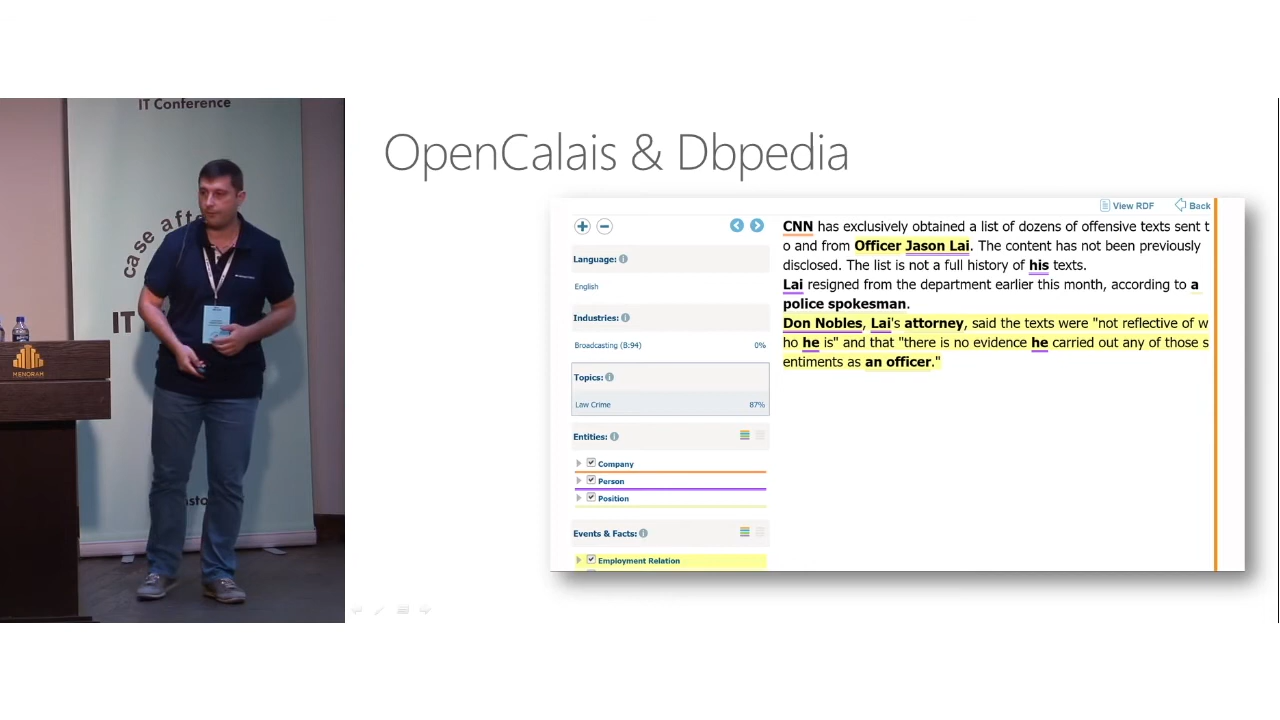 IT Conference
case after
IT
MENORAH
OpenCalais & Dbpedia
View RDF
Back
Language:
English
Industries:
Broadcasting (B:94) 0%
Topics:
Law Crime 87%
Entities:
Company
Person
Position
Events & Facts:
Employment Relation
CNN has exclusively obtained a list of dozens of offensive texts sent t
o and from Officer Jason Lai. The content has not been previously
disclosed. The list is not a full history of his texts.
Lai resigned from the department earlier this month, according to a
police spokesman.
Don Nobles, Lai's attorney, said the texts were "not reflective of w
ho he is" and that "there is no evidence he carried out any of those s
entiments as an officer."